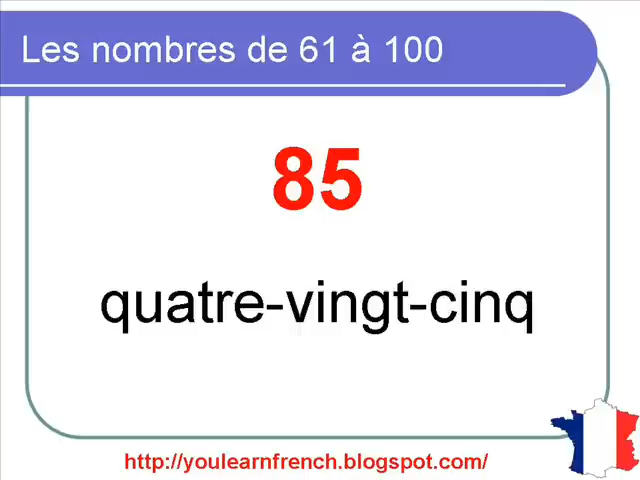 Les nombres de 61 à 100
85
quatre-vingt-cinq
http://youlearnfrench.blogspot.com/